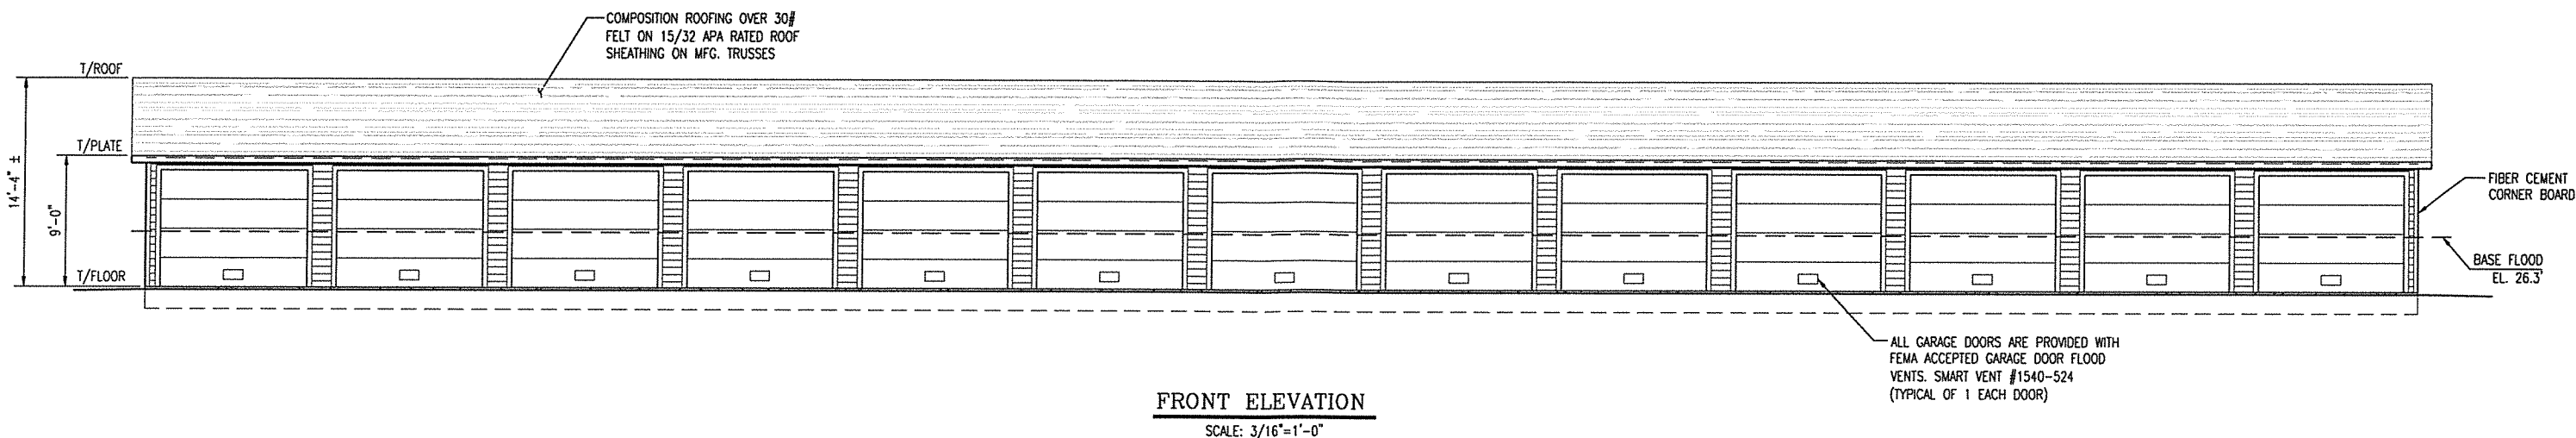 COMPOSITION ROOFING OVER 30#
FELT ON 15/32 APA RATED ROOF
SHEATHING ON MFG. TRUSSES
T/ROOF
T/PLATE
14'-4" ±
9'-0"
T/FLOOR
FIBER CEMENT
CORNER BOARD
BASE FLOOD
EL. 26.3'
ALL GARAGE DOORS ARE PROVIDED WITH
FEMA ACCEPTED GARAGE DOOR FLOOD
VENTS. SMART VENT #1540-524
(TYPICAL OF 1 EACH DOOR)
FRONT ELEVATION
SCALE: 3/16"=1'-0"